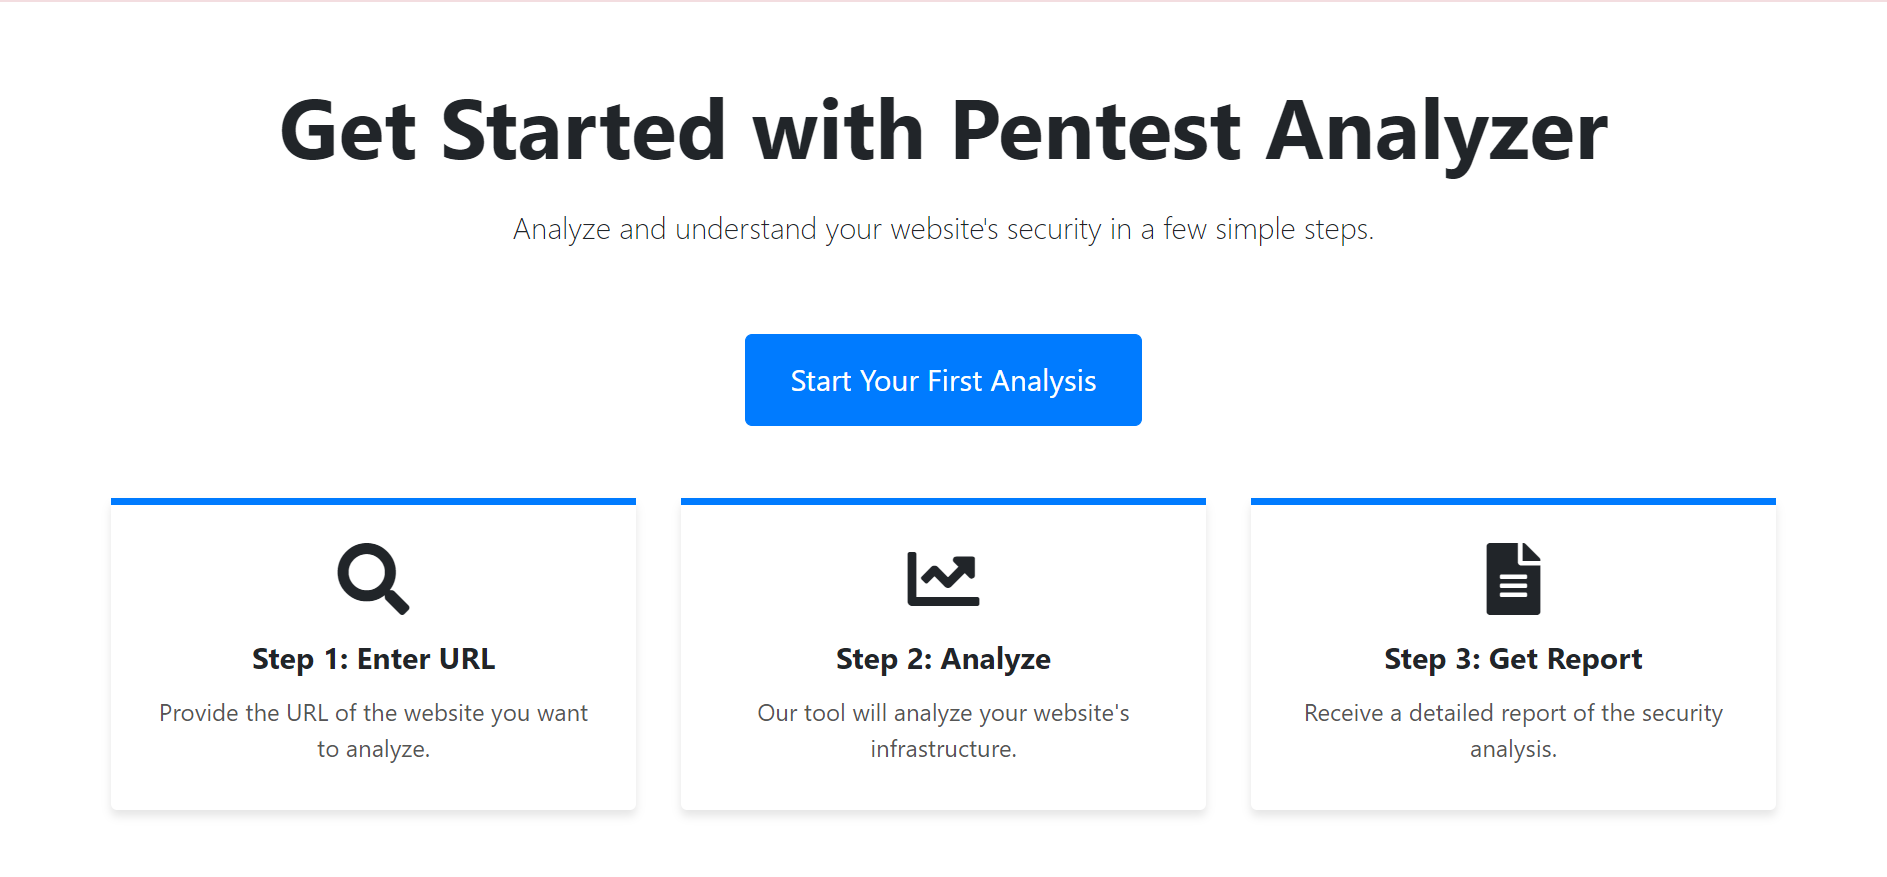 Get Started with Pentest Analyzer
Analyze and understand your website's security in a few simple steps.
Start Your First Analysis
Step 1: Enter URL
Provide the URL of the website you want
to analyze.
Step 2: Analyze
Our tool will analyze your website's
infrastructure.
Step 3: Get Report
Receive a detailed report of the security
analysis.